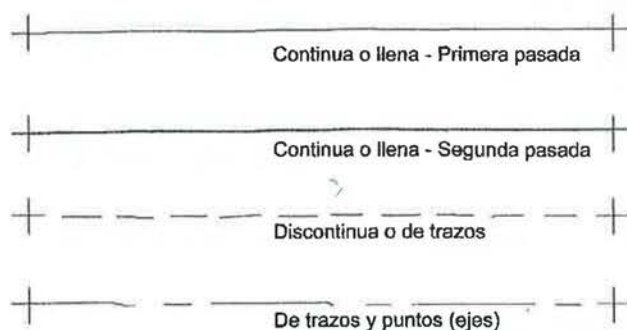 Continua o llena - Primera pasada
Continua o llena - Segunda pasada
Discontinua o de trazos
De trazos y puntos (ejes)